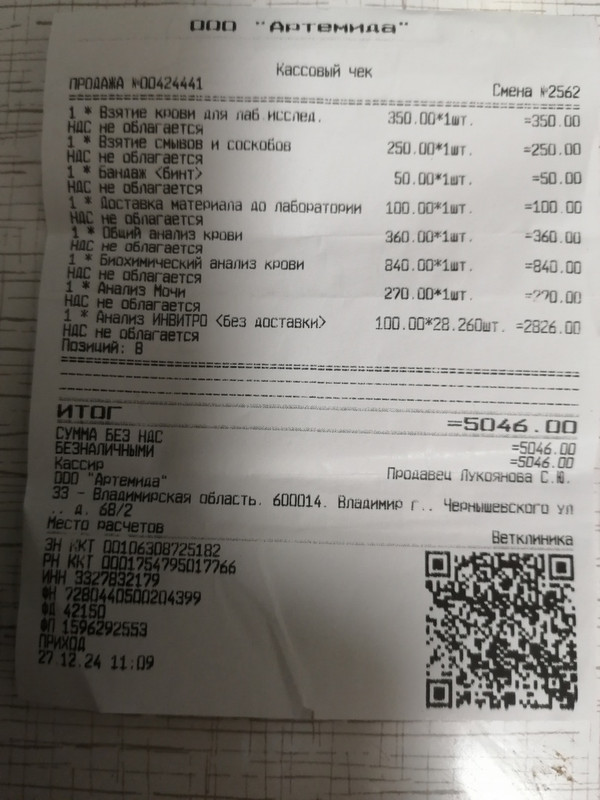 ООО "Артемида"
Кассовый чек
ПРОДАЖА №00424441 Смена №2562
1 * Взятие крови для лаб.исслед. 350.00*1шт. =350.00
НДС не облагается
1 * Взятие смывов и соскобов 250.00*1шт. =250.00
НДС не облагается
1 * Бандаж <бинт> 50.00*1шт. =50.00
НДС не облагается
1 * Доставка материала до лаборатории 100.00*1шт. =100.00
НДС не облагается
1 * Общий анализ крови 360.00*1шт. =360.00
НДС не облагается
1 * Биохимический анализ крови 840.00*1шт. =840.00
НДС не облагается
1 * Анализ Мочи 270.00*1шт. =270.00
НДС не облагается
1 * Анализ ИНВИТРО <Без доставки> 100.00*28.260шт. =2826.00
НДС не облагается
Позиций: 8
ИТОГ =5046.00
СУММА БЕЗ НДС =5046.00
БЕЗНАЛИЧНЫМИ =5046.00
Кассир Продавец Лукоянова С.Ю.
ООО "Артемида"
33 - Владимирская область. 600014. Владимир г.. Чернышевского ул
.. д. 68/2
Место расчетов Ветклиника
ЗН ККТ 00106308725182
РН ККТ 0001754795017766
ИНН 3327832179
ФН 7280440500204399
ФД 42150
ФП 1596292553
ПРИХОД
27.12.24 11:09